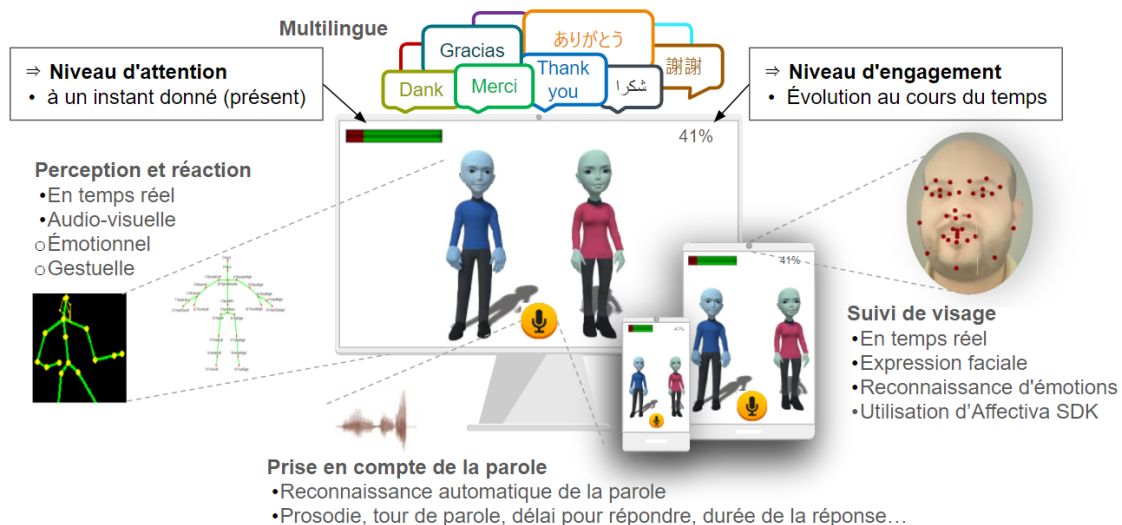 Multilingue
Gracias
ありがとう
謝謝
Dank
Merci
Thank
you
شكرا
⇒ Niveau d'attention
• à un instant donné (présent)
⇒ Niveau d'engagement
• Évolution au cours du temps
41%
Perception et réaction
•En temps réel
•Audio-visuelle
○Émotionnel
○Gestuelle
41%
41%
Suivi de visage
•En temps réel
•Expression faciale
•Reconnaissance d'émotions
•Utilisation d'Affectiva SDK
Prise en compte de la parole
•Reconnaissance automatique de la parole
•Prosodie, tour de parole, délai pour répondre, durée de la réponse…